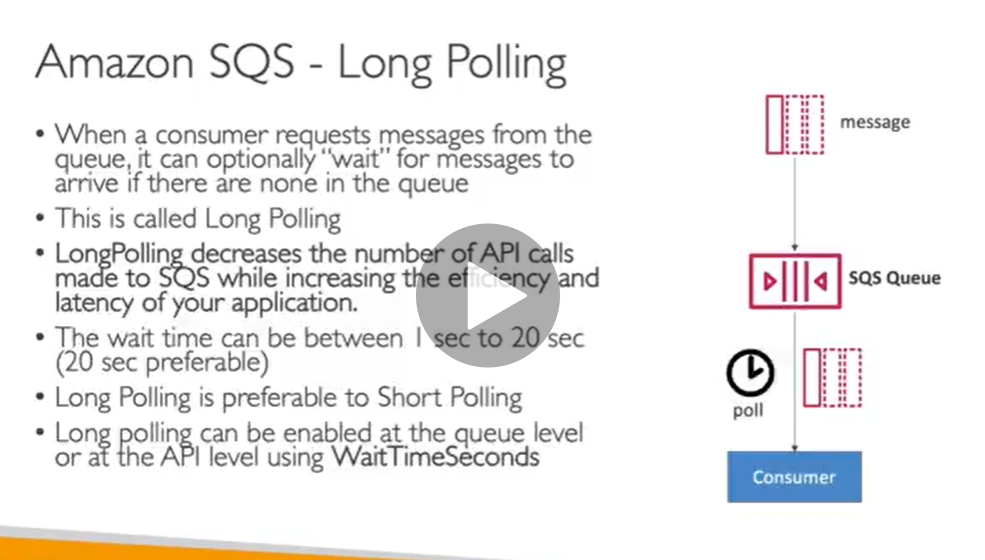 Amazon SQS - Long Polling
• When a consumer requests messages from the
queue, it can optionally “wait” for messages to
arrive if there are none in the queue
• This is called Long Polling
• LongPolling decreases the number of API calls
made to SQS while increasing the efficiency and
latency of your application.
• The wait time can be between 1 sec to 20 sec
(20 sec preferable)
• Long Polling is preferable to Short Polling
• Long polling can be enabled at the queue level
or at the API level using WaitTimeSeconds
message
SQS Queue
poll
Consumer